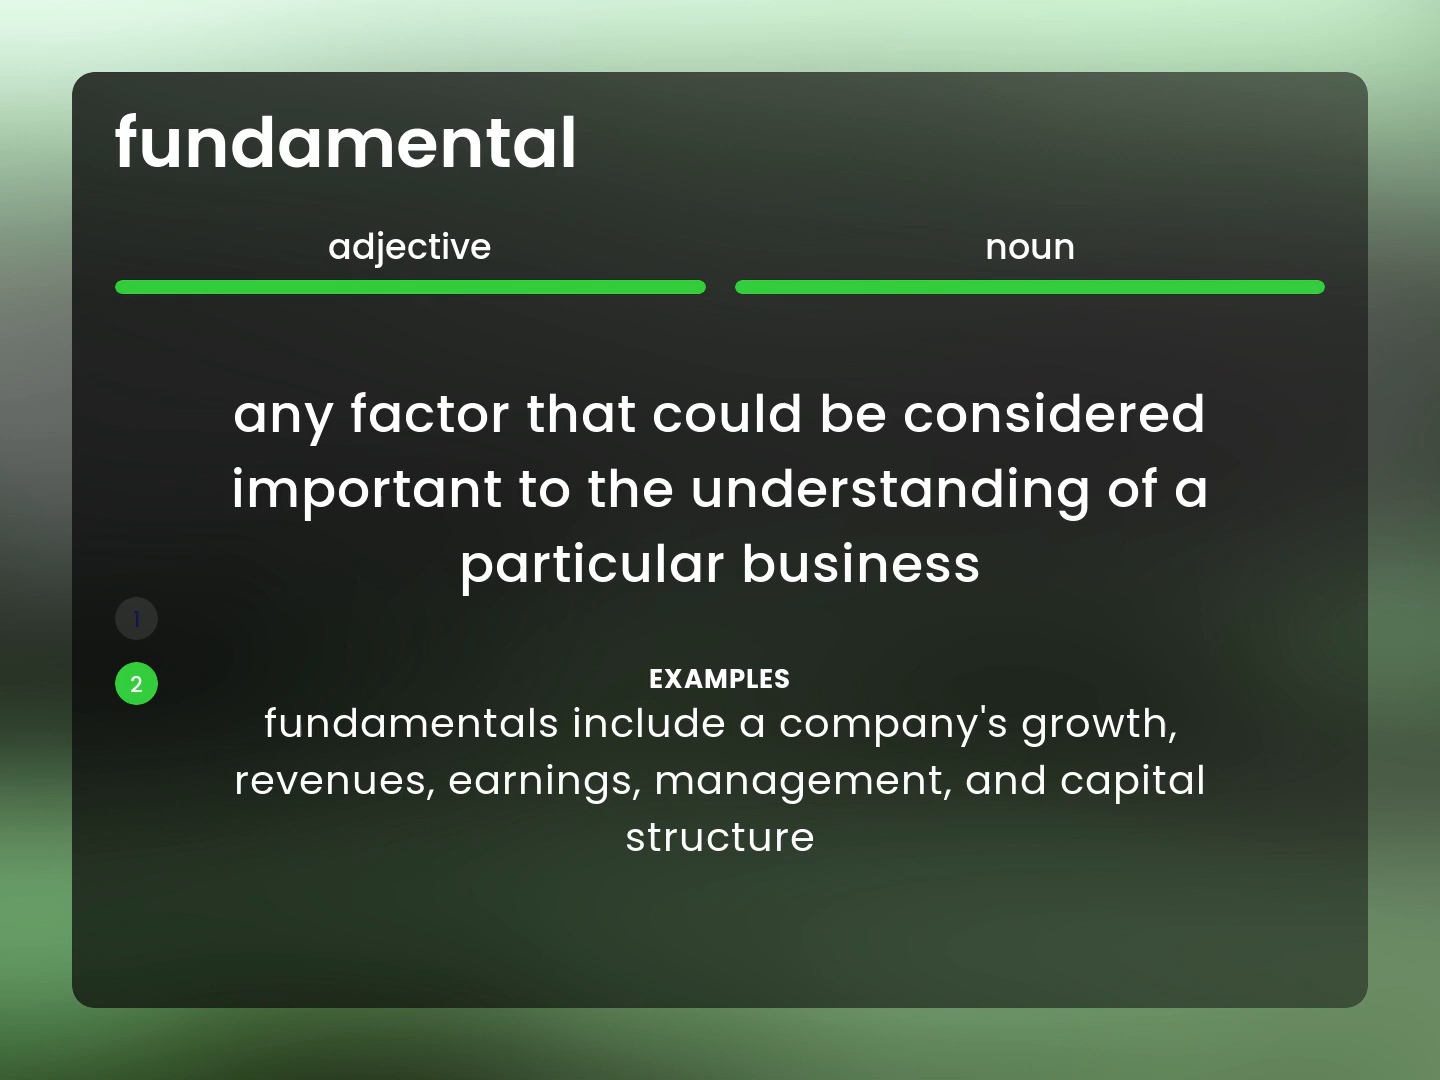 fundamental
adjective
noun
any factor that could be considered
important to the understanding of a
particular business
1
2
EXAMPLES
fundamentals include a company's growth,
revenues, earnings, management, and capital
structure